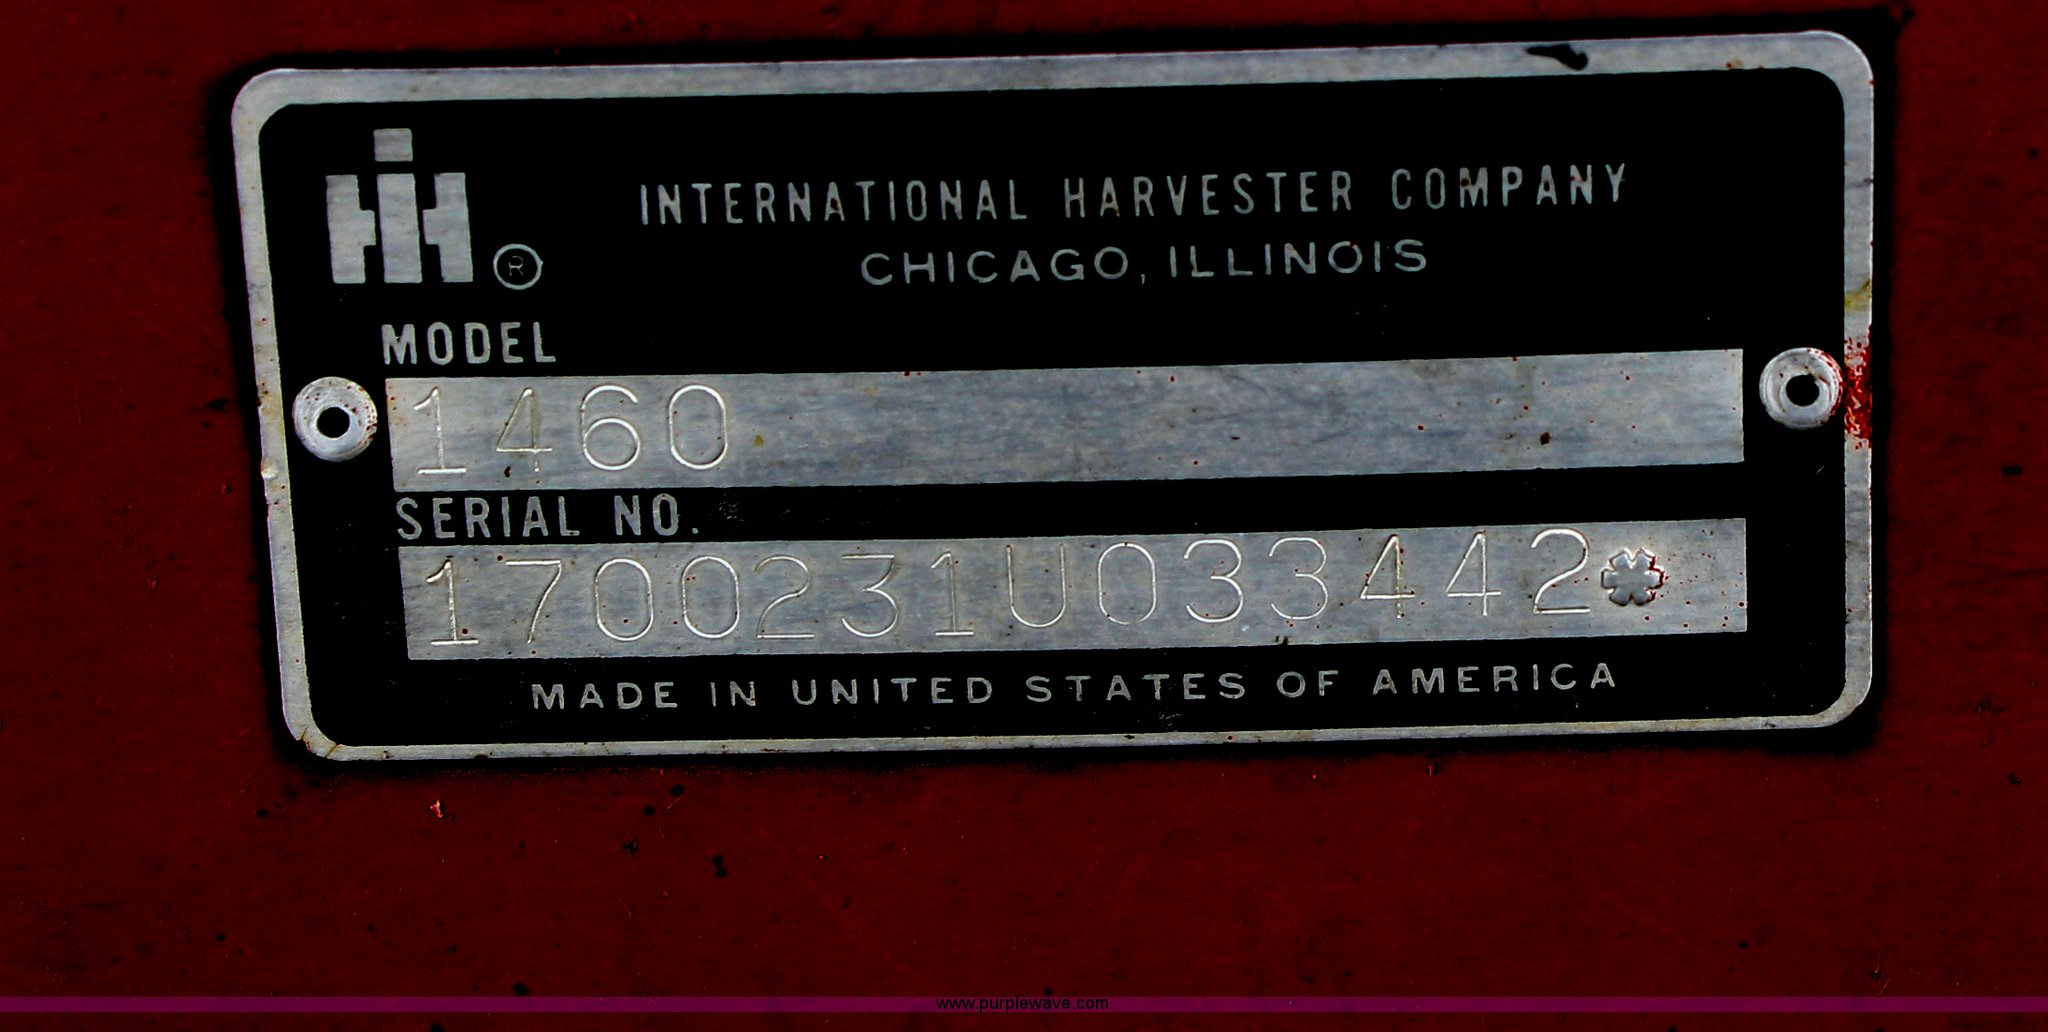 IH ®
INTERNATIONAL HARVESTER COMPANY
CHICAGO, ILLINOIS
MODEL
1460
SERIAL NO.
1700231U033442*
MADE IN UNITED STATES OF AMERICA
www.purplewave.com